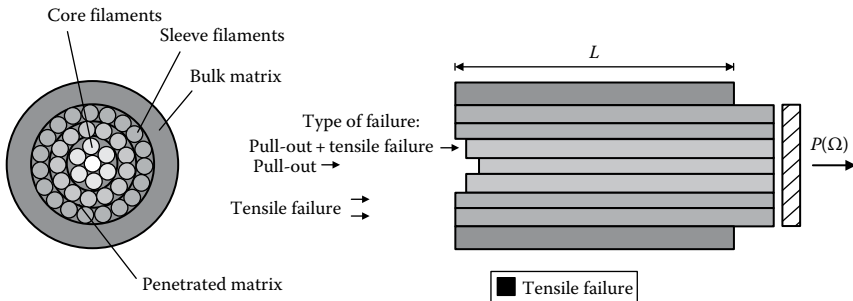 Core filaments
Sleeve filaments
Bulk matrix
Penetrated matrix
Type of failure:
Pull-out + tensile failure
Pull-out
Tensile failure
L
P(Ω)
Tensile failure